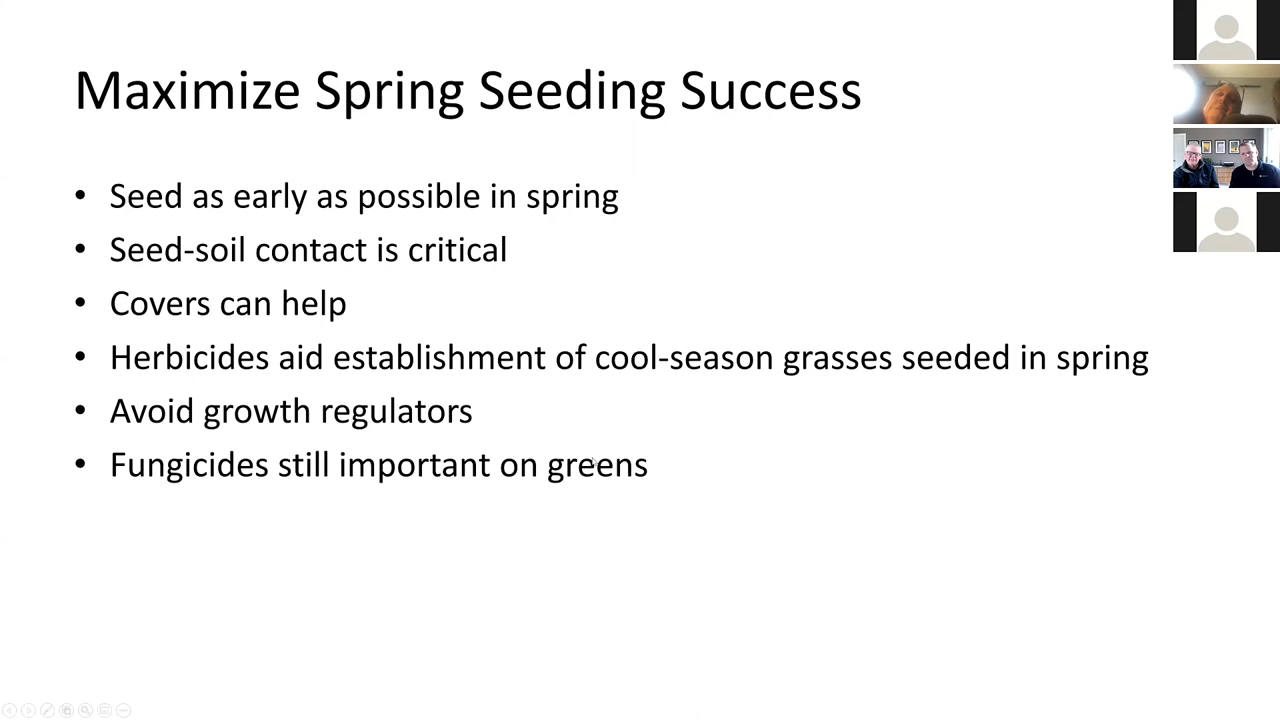 Maximize Spring Seeding Success
• Seed as early as possible in spring
• Seed-soil contact is critical
• Covers can help
• Herbicides aid establishment of cool-season grasses seeded in spring
• Avoid growth regulators
• Fungicides still important on greens